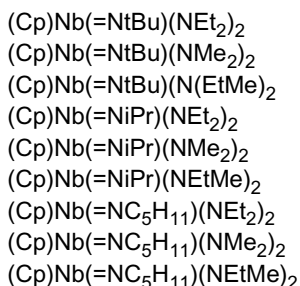 (Cp)Nb(=NtBu)(NEt₂)₂
(Cp)Nb(=NtBu)(NMe₂)₂
(Cp)Nb(=NtBu)(N(EtMe)₂
(Cp)Nb(=NiPr)(NEt₂)₂
(Cp)Nb(=NiPr)(NMe₂)₂
(Cp)Nb(=NiPr)(NEtMe)₂
(Cp)Nb(=NC₅H₁₁)(NEt₂)₂
(Cp)Nb(=NC₅H₁₁)(NMe₂)₂
(Cp)Nb(=NC₅H₁₁)(NEtMe)₂